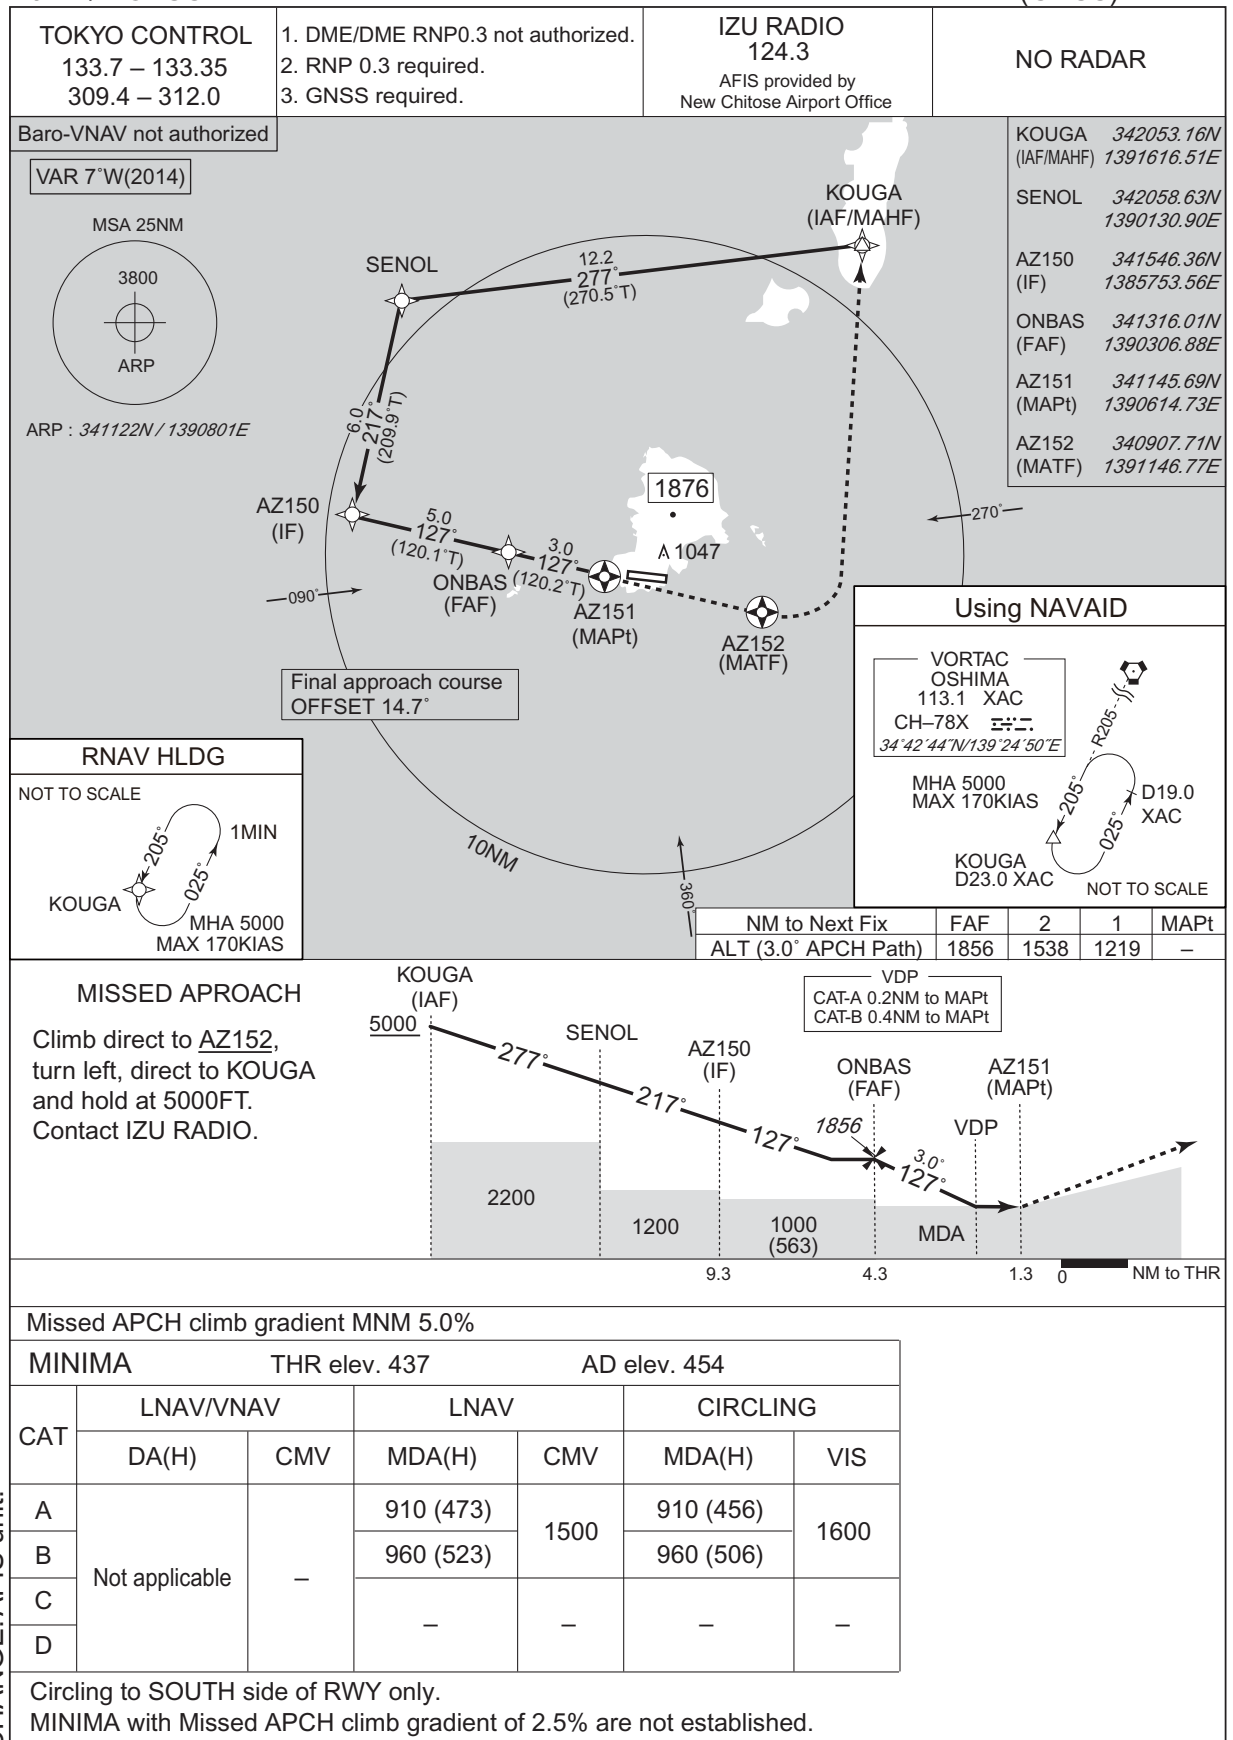 TOKYO CONTROL
133.7 – 133.35
309.4 – 312.0
1. DME/DME RNP0.3 not authorized.
2. RNP 0.3 required.
3. GNSS required.
IZU RADIO
124.3
AFIS provided by
New Chitose Airport Office
NO RADAR
Baro-VNAV not authorized
VAR 7˚W(2014)
MSA 25NM
3800
ARP
ARP : 341122N / 1390801E
KOUGA 342053.16N
(IAF/MAHF) 1391616.51E
SENOL 342058.63N
1390130.90E
AZ150 341546.36N
(IF) 1385753.56E
ONBAS 341316.01N
(FAF) 1390306.88E
AZ151 341145.69N
(MAPt) 1390614.73E
AZ152 340907.71N
(MATF) 1391146.77E
KOUGA
(IAF/MAHF)
SENOL
12.2
277˚
(270.5˚T)
6.0
217˚
(209.9˚T)
AZ150
(IF)
5.0
127˚
(120.1˚T)
ONBAS
(FAF)
3.0
127˚
(120.2˚T)
AZ151
(MAPt)
AZ152
(MATF)
1876
1047
270˚
090˚
360˚
10NM
Final approach course
OFFSET 14.7˚
Using NAVAID
VORTAC
OSHIMA
113.1 XAC
CH–78X
34˚42´44˝N/139˚24´50˝E
R205
MHA 5000
MAX 170KIAS
205˚
025˚
D19.0
XAC
KOUGA
D23.0 XAC
NOT TO SCALE
RNAV HLDG
NOT TO SCALE
205˚
025˚
1MIN
KOUGA
MHA 5000
MAX 170KIAS
NM to Next Fix FAF 2 1 MAPt
ALT (3.0˚ APCH Path) 1856 1538 1219 –
MISSED APROACH
Climb direct to AZ152,
turn left, direct to KOUGA
and hold at 5000FT.
Contact IZU RADIO.
KOUGA
(IAF)
5000
277˚
SENOL
217˚
AZ150
(IF)
127˚
VDP
CAT-A 0.2NM to MAPt
CAT-B 0.4NM to MAPt
ONBAS
(FAF)
1856
3.0˚
127˚
VDP
AZ151
(MAPt)
2200
1200
1000
(563)
MDA
9.3
4.3
1.3
0
NM to THR
Missed APCH climb gradient MNM 5.0%
MINIMA THR elev. 437 AD elev. 454
CAT LNAV/VNAV LNAV CIRCLING
DA(H) CMV MDA(H) CMV MDA(H) VIS
A 910 (473) 910 (456)
1500 1600
B 960 (523) 960 (506)
Not applicable –
C
– – – –
D
Circling to SOUTH side of RWY only.
MINIMA with Missed APCH climb gradient of 2.5% are not established.